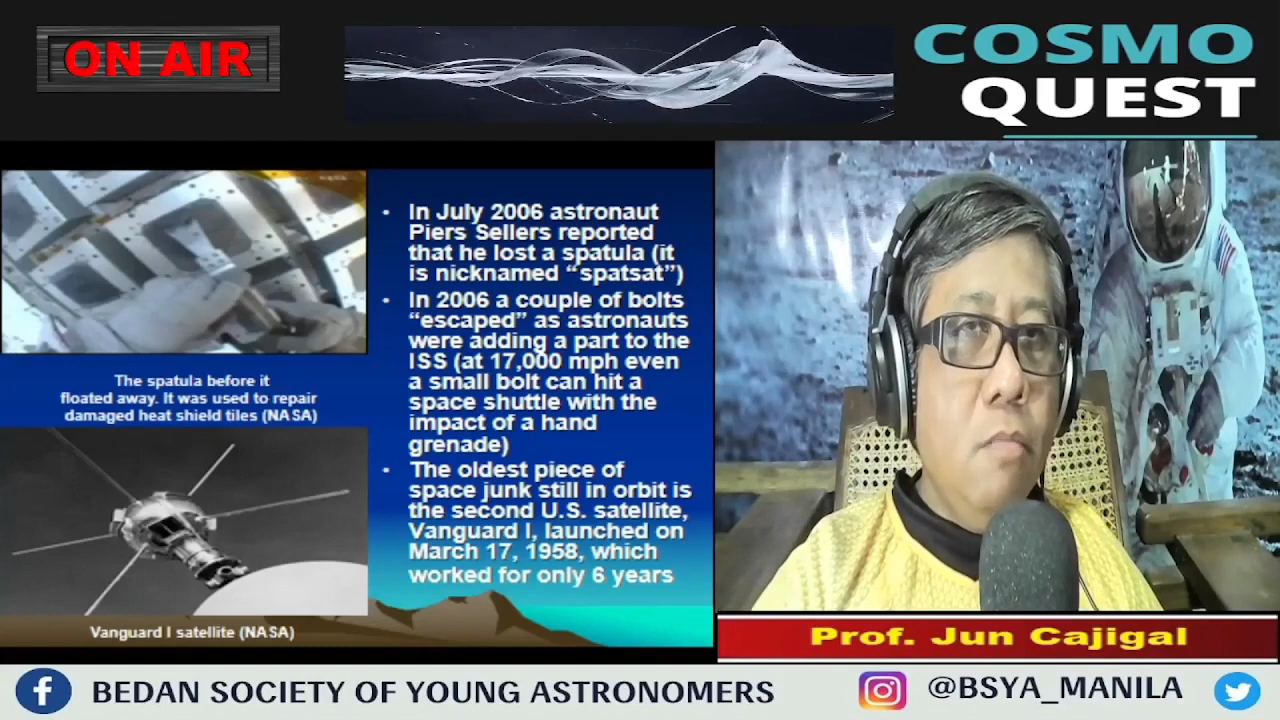 ON AIR
COSMO
QUEST
• In July 2006 astronaut
Piers Sellers reported
that he lost a spatula (it
is nicknamed “spatsat”)
• In 2006 a couple of bolts
“escaped” as astronauts
were adding a part to the
ISS (at 17,000 mph even
a small bolt can hit a
space shuttle with the
impact of a hand
grenade)
• The oldest piece of
space junk still in orbit is
the second U.S. satellite,
Vanguard I, launched on
March 17, 1958, which
worked for only 6 years
The spatula before it
floated away. It was used to repair
damaged heat shield tiles (NASA)
Vanguard I satellite (NASA)
Prof. Jun Cajigal
BEDAN SOCIETY OF YOUNG ASTRONOMERS
@BSYA_MANILA